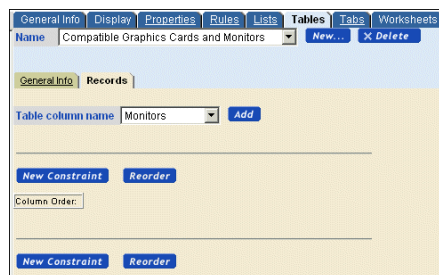 General Info Display Properties Rules Lists Tables Tabs Worksheets
Name Compatible Graphics Cards and Monitors New... X Delete
General Info Records
Table column name Monitors Add
New Constraint Reorder
Column Order:
New Constraint Reorder